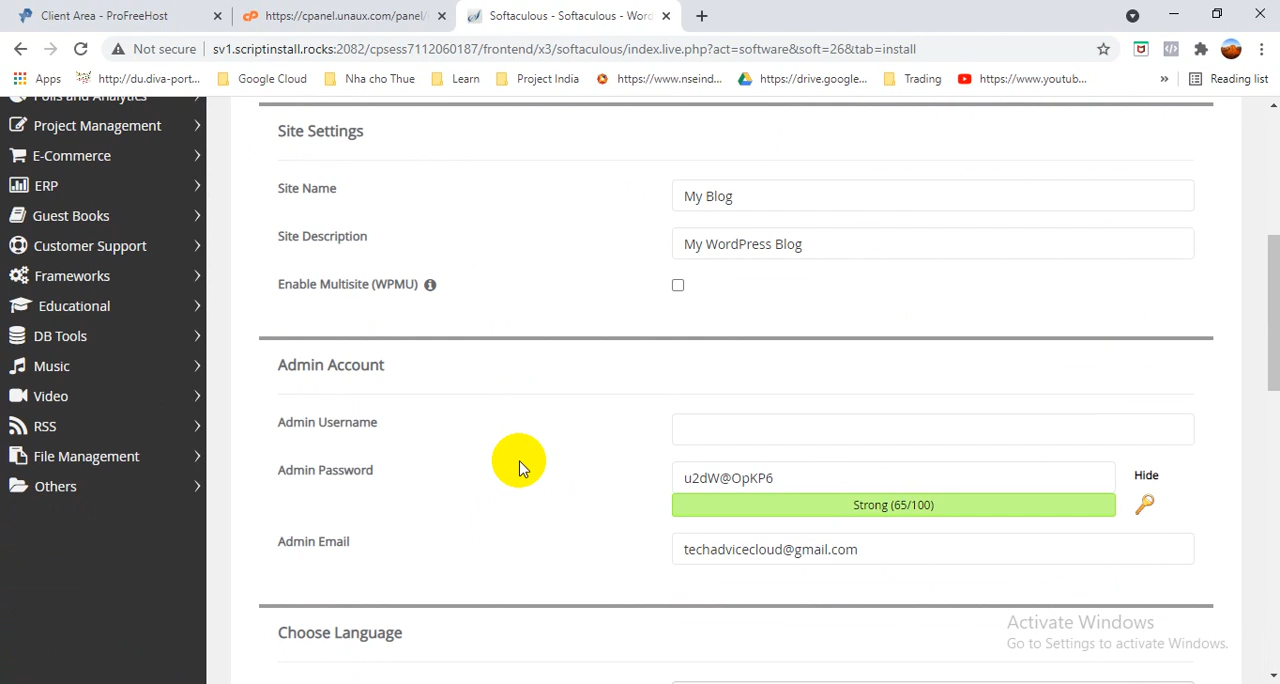 Client Area - ProFreeHost
https://cpanel.unaux.com/panel/
Softaculous - Softaculous - Wor
Not secure
sv1.scriptinstall.rocks:2082/cpsess7112060187/frontend/x3/softaculous/index.live.php?act=software&soft=26&tab=install
Apps
http://du.diva-port...
Google Cloud
Nha cho Thue
Learn
Project India
https://www.nseind...
https://drive.google...
Trading
https://www.youtub...
»
Reading list
Polls and Analytics
Project Management
E-Commerce
ERP
Guest Books
Customer Support
Frameworks
Educational
DB Tools
Music
Video
RSS
File Management
Others
Site Settings
Site Name
My Blog
Site Description
My WordPress Blog
Enable Multisite (WPMU)
Admin Account
Admin Username
Admin Password
u2dW@OpKP6
Hide
Strong (65/100)
Admin Email
techadvicecloud@gmail.com
Choose Language
Activate Windows
Go to Settings to activate Windows.